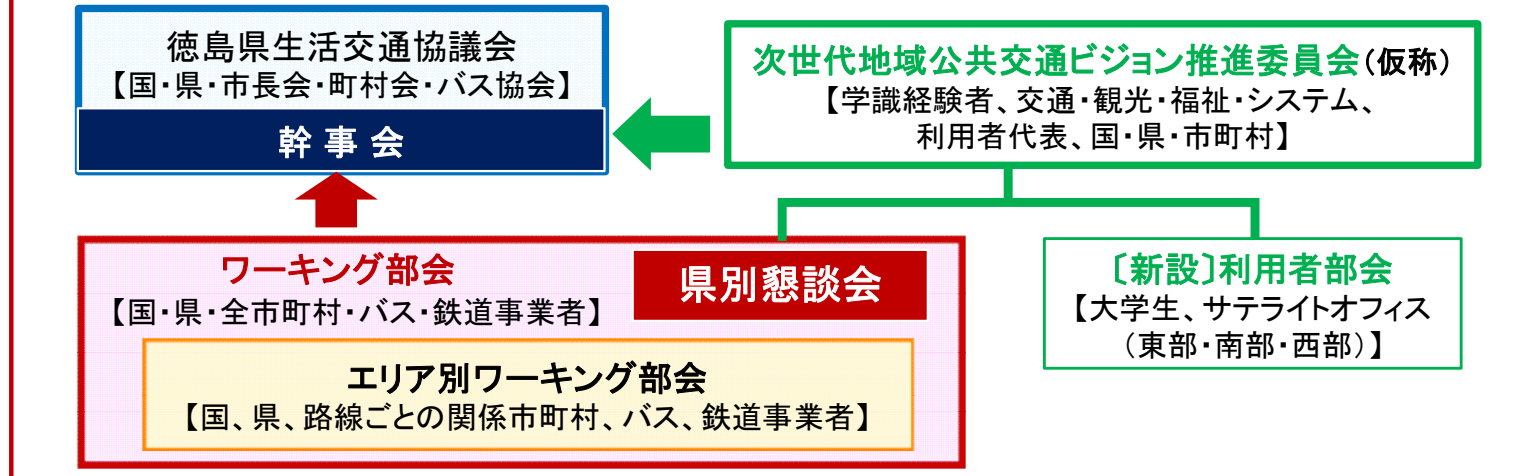 徳島県生活交通協議会
【国・県・市長会・町村会・バス協会】
幹事会
次世代地域公共交通ビジョン推進委員会(仮称)
【学識経験者、交通・観光・福祉・システム、
利用者代表、国・県・市町村】
ワーキング部会
【国・県・全市町村・バス・鉄道事業者】
県別懇談会
エリア別ワーキング部会
【国、県、路線ごとの関係市町村、バス、鉄道事業者】
〔新設〕利用者部会
【大学生、サテライトオフィス
(東部・南部・西部)】